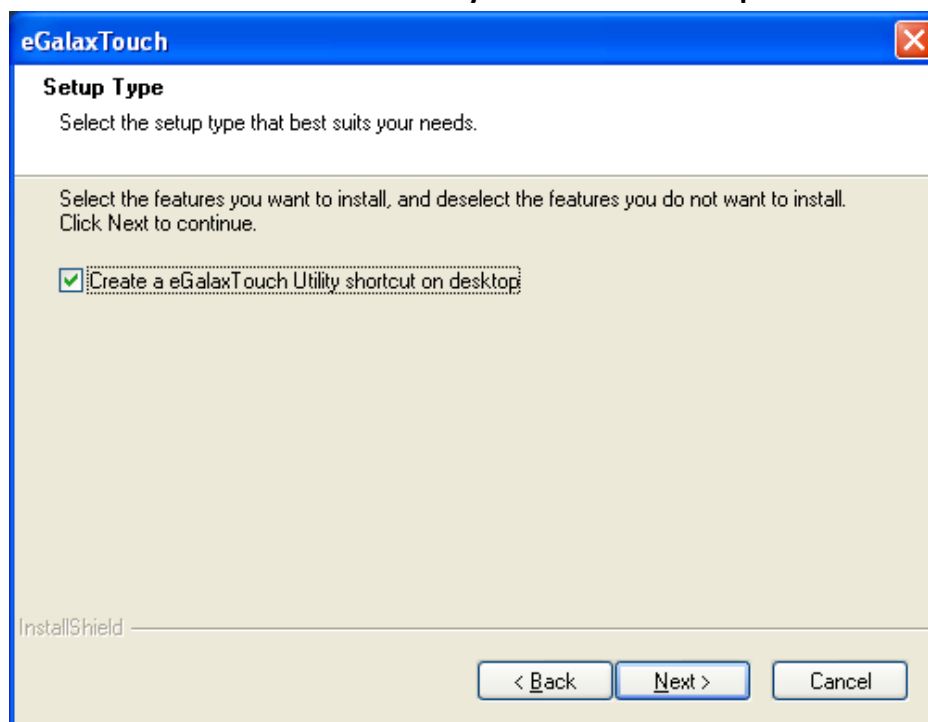 eGalaxTouch
Setup Type
Select the setup type that best suits your needs.
Select the features you want to install, and deselect the features you do not want to install.
Click Next to continue.
Create a eGalaxTouch Utility shortcut on desktop
InstallShield
< Back
Next >
Cancel